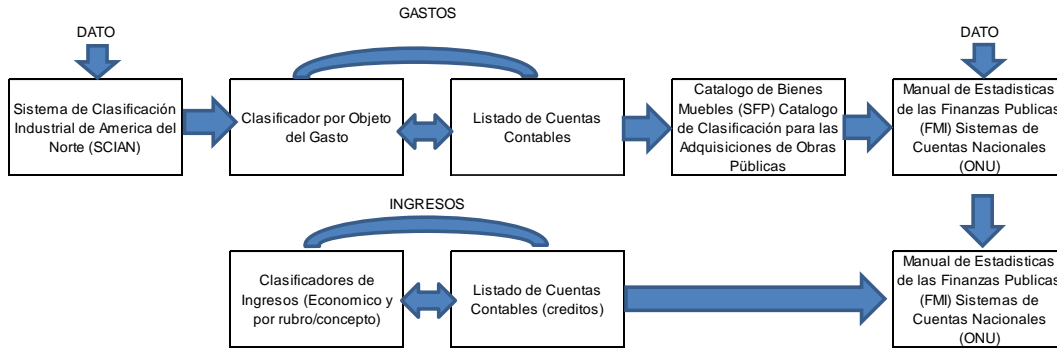 GASTOS
DATO
DATO
Sistema de Clasificación
Industrial de America del
Norte (SCIAN)
Clasificador por Objeto
del Gasto
Listado de Cuentas
Contables
Catalogo de Bienes
Muebles (SFP) Catalogo
de Clasificación para las
Adquisiciones de Obras
Püblicas
Manual de Estadisticas
de las Finanzas Publicas
(FMI) Sistemas de
Cuentas Nacionales
(ONU)
INGRESOS
Clasificadores de
Ingresos (Economico y
por rubro/concepto)
Listado de Cuentas
Contables (creditos)
Manual de Estadisticas
de las Finanzas Publicas
(FMI) Sistemas de
Cuentas Nacionales
(ONU)